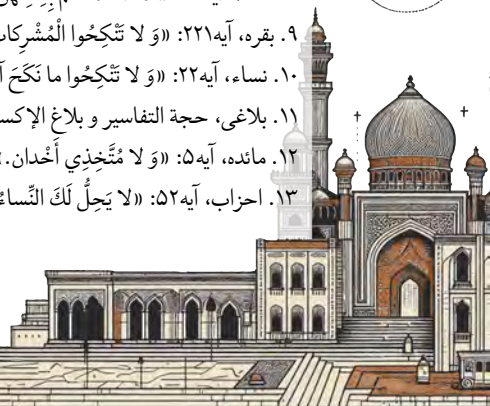 ۹. بقره، آیه۲۲۱: «وَ لا تَنْكِحُوا الْمُشْرِكاتِ
۱۰. نساء، آیه۲۲: «وَ لا تَنْكِحُوا ما نَكَحَ
۱۱. بلاغی، حجة التفاسیر و بلاغ الإکسیر
۱۲. مائده، آیه۵: «وَ لا مُتَّخِذِي أَخْدان.»
۱۳. احزاب، آیه۵۲: «لا يَحِلُّ لَكَ النِّساءُ